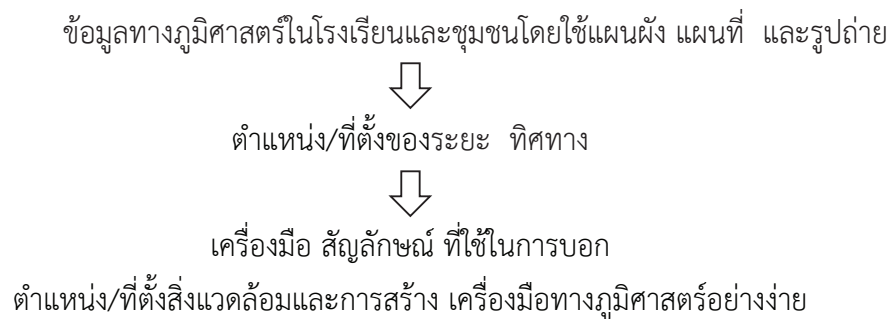 ข้อมูลทางภูมิศาสตร์ในโรงเรียนและชุมชนโดยใช้แผนผัง แผนที่ และรูปถ่าย
ตำแหน่ง/ที่ตั้งของระยะ ทิศทาง
เครื่องมือ สัญลักษณ์ ที่ใช้ในการบอก
ตำแหน่ง/ที่ตั้งสิ่งแวดล้อมและการสร้าง เครื่องมือทางภูมิศาสตร์อย่างง่าย